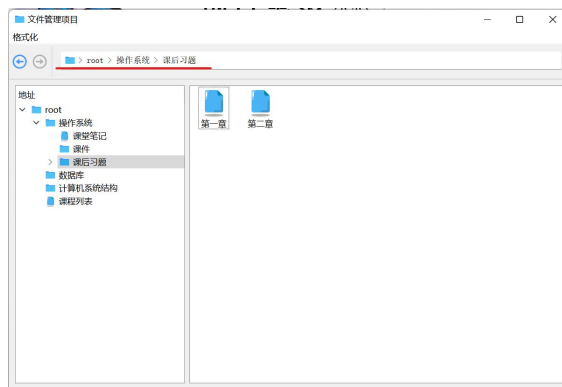 文件管理项目
格式化
> root > 操作系统 > 课后习题
地址
root
操作系统
课堂笔记
课件
课后习题
数据库
计算机系统结构
课程列表
第一章
第二章